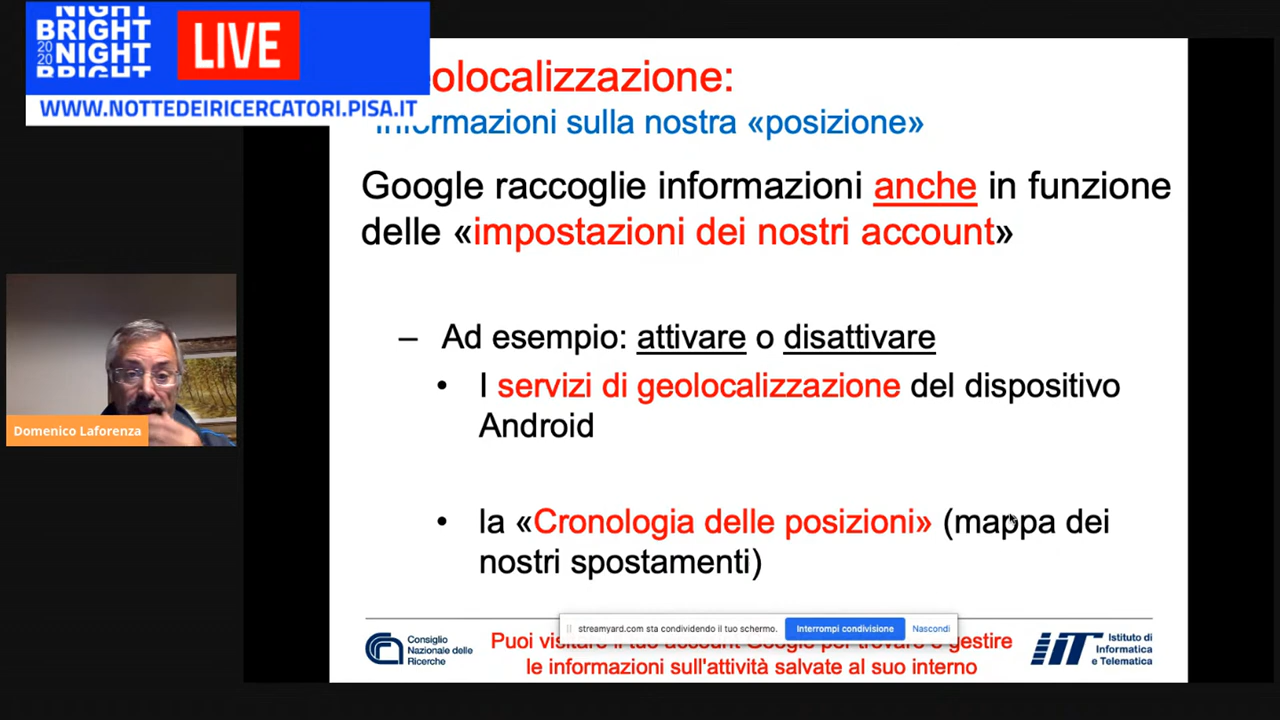 NIGHT
BRIGHT
2020 NIGHT
BRIGHT
LIVE
WWW.NOTTEDEIRICERCATORI.PISA.IT
eolocalizzazione:
informazioni sulla nostra «posizione»
Google raccoglie informazioni anche in funzione
delle «impostazioni dei nostri account»
– Ad esempio: attivare o disattivare
• I servizi di geolocalizzazione del dispositivo
Android
• la «Cronologia delle posizioni» (mappa dei
nostri spostamenti)
Domenico Laforenza
streamyard.com sta condividendo il tuo schermo. Interrompi condivisione Nascondi
Consiglio
Nazionale delle
Ricerche
Puoi visitare il tuo account Google per trovare e gestire
le informazioni sull'attività salvate al suo interno
IIT
Istituto di
Informatica
e Telematica